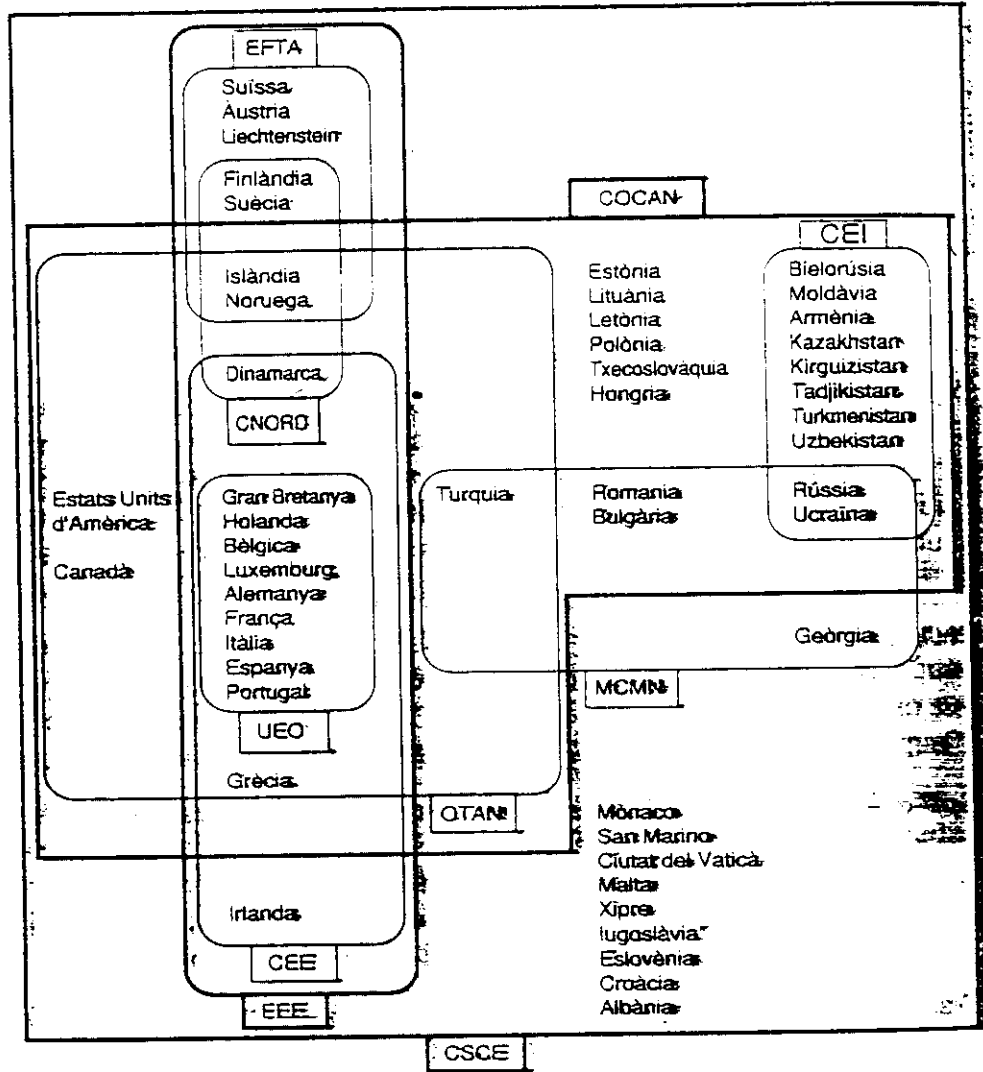 EFTA
Suïssa
Àustria
Liechtenstein
Finlàndia
Suècia
COCAN
CEI
Islàndia
Noruega
Estònia
Lituània
Letònia
Polònia
Txecoslovàquia
Hongria
Bielorúsia
Moldàvia
Armènia
Kazakhstan
Kirguizistan
Tadjikistan
Turkmenistan
Uzbekistan
Dinamarca
CNORD
Estats Units
d'Amèrica
Canadà
Gran Bretanya
Holanda
Bèlgica
Luxemburg
Alemanya
França
Itàlia
Espanya
Portugal
UEO
Grècia
Turquia
Romania
Bulgària
Rússia
Ucraïna
Geòrgia
MCMN
OTAN
Mònaco
San Marino
Ciutat del Vaticà
Malta
Xipre
Iugoslàvia*
Eslovènia
Croàcia
Albània
Irlanda
CEE
EEE
CSCE